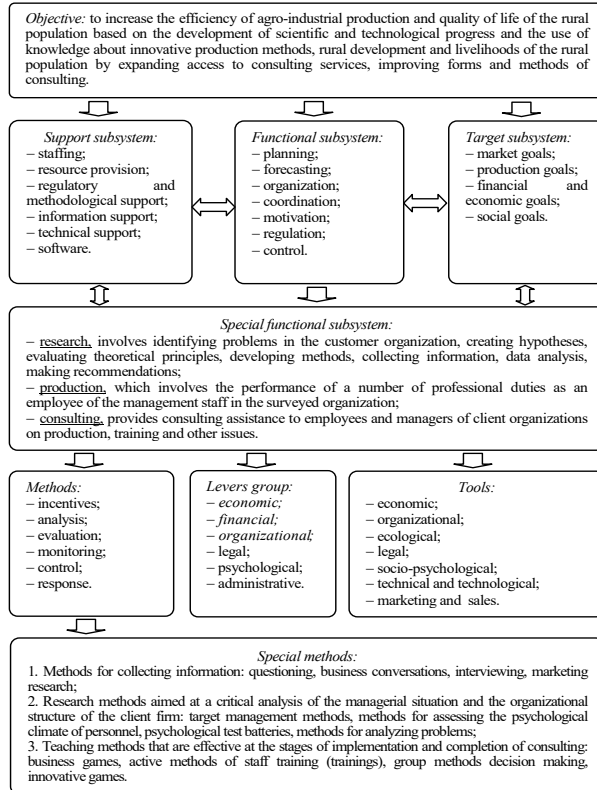 Objective: to increase the efficiency of agro-industrial production and quality of life of the rural
population based on the development of scientific and technological progress and the use
of knowledge about innovative production methods, rural development and livelihoods of the rural
population by expanding access to consulting services, improving forms and methods of
consulting.
Support subsystem:
– staffing;
– resource provision;
– regulatory and
methodological support;
– information support;
– technical support;
– software.
Functional subsystem:
– planning;
– forecasting;
– organization;
– coordination;
– motivation;
– regulation;
– control.
Target subsystem:
– market goals;
– production goals;
– financial and
economic goals;
– social goals.
Special functional subsystem:
– research, involves identifying problems in the customer organization, creating hypotheses,
evaluating theoretical principles, developing methods, collecting information, data analysis,
making recommendations;
– production, which involves the performance of a number of professional duties as an
employee of the management staff in the surveyed organization;
– consulting, provides consulting assistance to employees and managers of client organizations
on production, training and other issues.
Methods:
– incentives;
– analysis;
– evaluation;
– monitoring;
– control;
– response.
Levers group:
– economic;
– financial;
– organizational;
– legal;
– psychological;
– administrative.
Tools:
– economic;
– organizational;
– ecological;
– legal;
– socio-psychological;
– technical and technological;
– marketing and sales.
Special methods:
1. Methods for collecting information: questioning, business conversations, interviewing, marketing
research;
2. Research methods aimed at a critical analysis of the managerial situation and the organizational
structure of the client firm: target management methods, methods for assessing the psychological
climate of personnel, psychological test batteries, methods for analyzing problems;
3. Teaching methods that are effective at the stages of implementation and completion of consulting:
business games, active methods of staff training (trainings), group methods decision making,
innovative games.